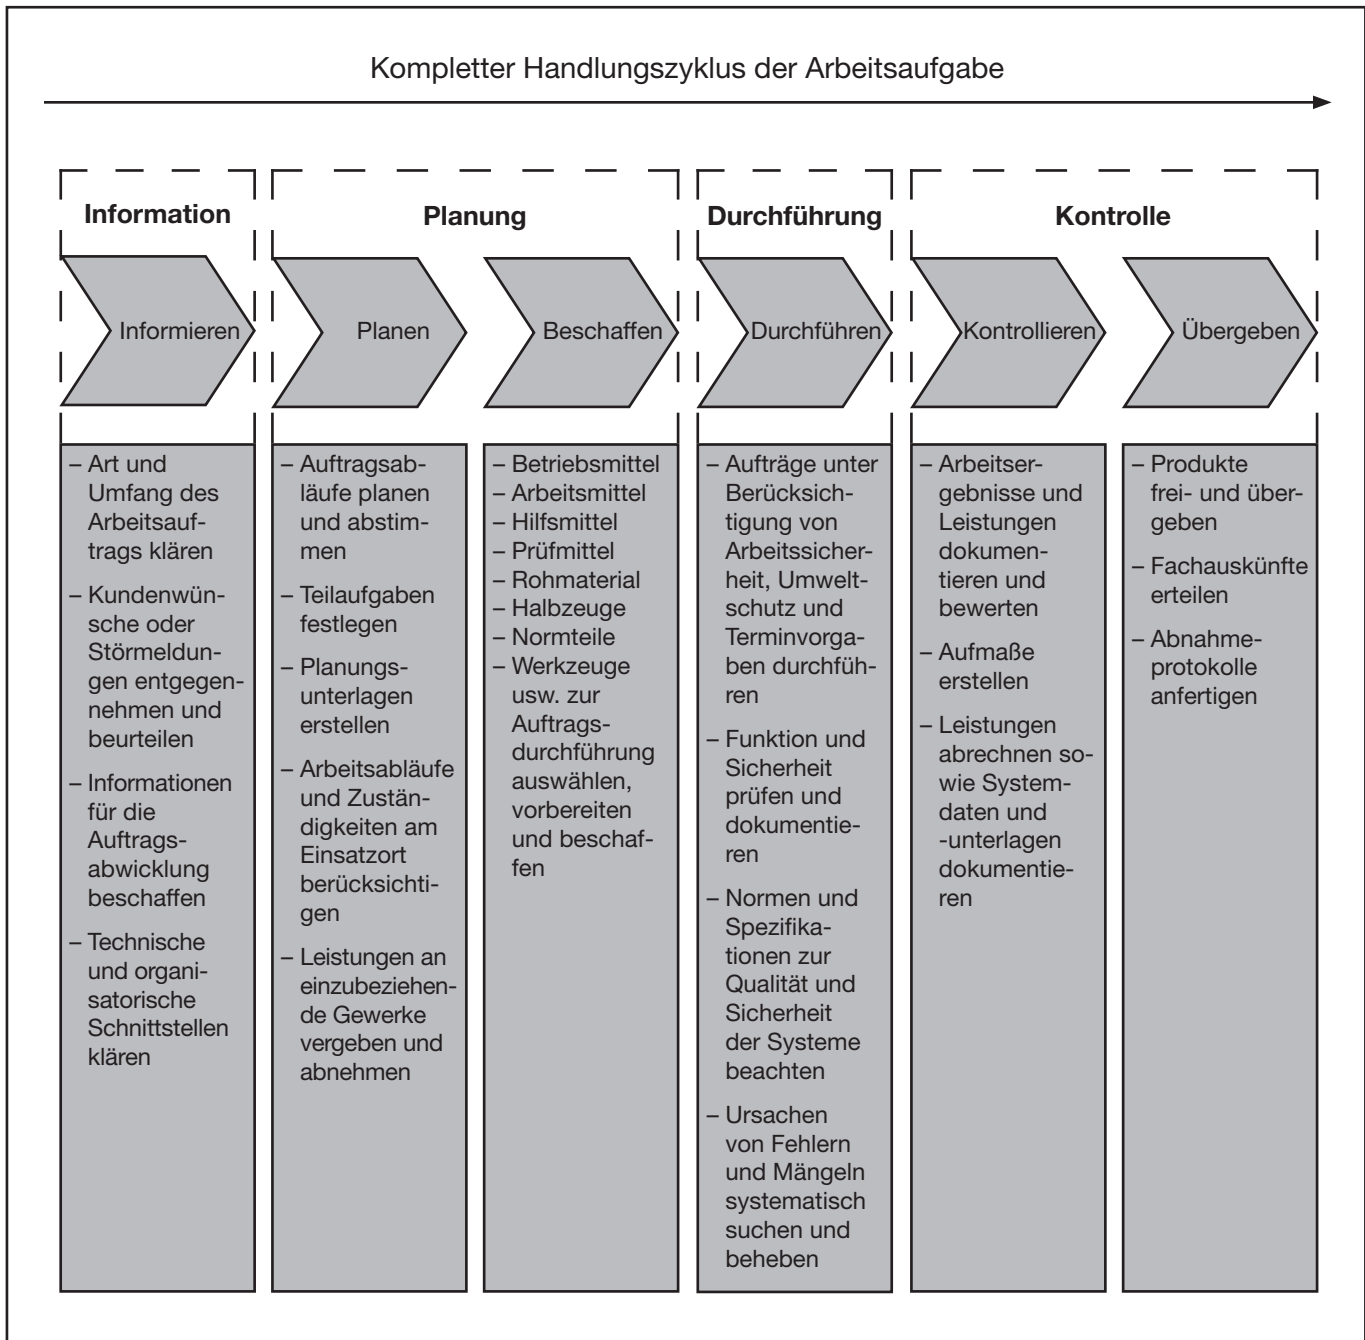 Kompletter Handlungszyklus der Arbeitsaufgabe
Information
Planung
Durchführung
Kontrolle
Informieren
Planen
Beschaffen
Durchführen
Kontrollieren
Übergeben
– Art und
Umfang des
Arbeitsauf-
trags klären
– Kundenwün-
sche oder
Störmeldun-
gen entgegen-
nehmen und
beurteilen
– Informationen
für die
Auftrags-
abwicklung
beschaffen
– Technische
und organi-
satorische
Schnittstellen
klären
– Auftragsab-
läufe planen
und abstim-
men
– Teilaufgaben
festlegen
– Planungs-
unterlagen
erstellen
– Arbeitsabläufe
und Zustän-
digkeiten am
Einsatzort
berücksichti-
gen
– Leistungen an
einzubeziehen-
de Gewerke
vergeben und
abnehmen
– Betriebsmittel
– Arbeitsmittel
– Hilfsmittel
– Prüfmittel
– Rohmaterial
– Halbzeuge
– Normteile
– Werkzeuge
usw. zur
Auftrags-
durchführung
auswählen,
vorbereiten
und beschaf-
fen
– Aufträge unter
Berücksich-
tigung von
Arbeitssicher-
heit, Umwelt-
schutz und
Terminvorga-
ben durchfüh-
ren
– Funktion und
Sicherheit
prüfen und
dokumentie-
ren
– Normen und
Spezifika-
tionen zur
Qualität und
Sicherheit
der Systeme
beachten
– Ursachen
von Fehlern
und Mängeln
systematisch
suchen und
beheben
– Arbeitser-
gebnisse und
Leistungen
dokumen-
tieren und
bewerten
– Aufmaße
erstellen
– Leistungen
abrechnen so-
wie System-
daten und
-unterlagen
dokumentie-
ren
– Produkte
frei- und über-
geben
– Fachauskünfte
erteilen
– Abnahme-
protokolle
anfertigen